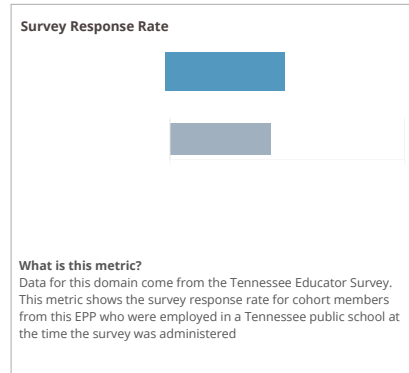 Survey Response Rate
What is this metric?
Data for this domain come from the Tennessee Educator Survey.
This metric shows the survey response rate for cohort members
from this EPP who were employed in a Tennessee public school at
the time the survey was administered